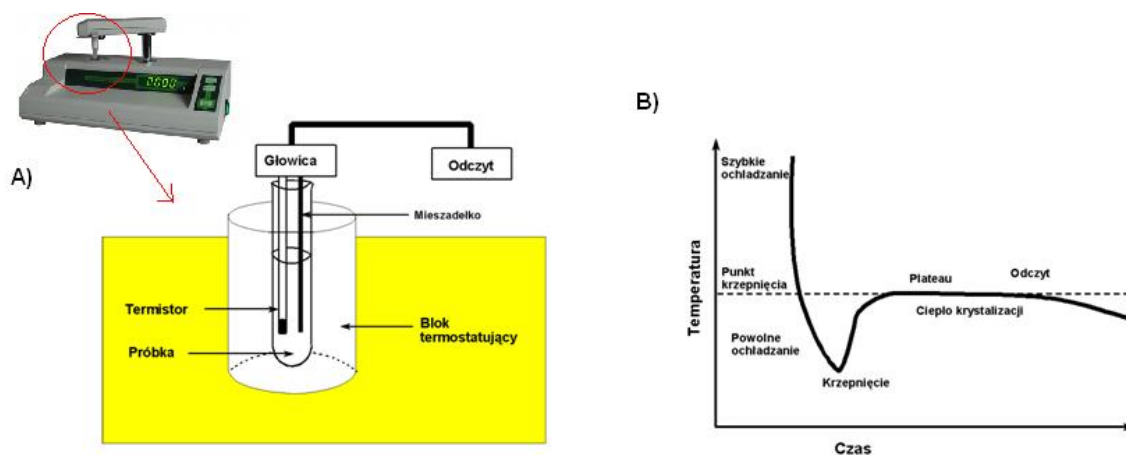 0000
A)
Głowica
Odczyt
Mieszadełko
Termistor
Próbka
Blok
termostatujący
B)
Szybkie
ochładzanie
Temperatura
Punkt
krzepnięcia
Powolne
ochładzanie
Plateau
Odczyt
Ciepło krystalizacji
Krzepnięcie
Czas